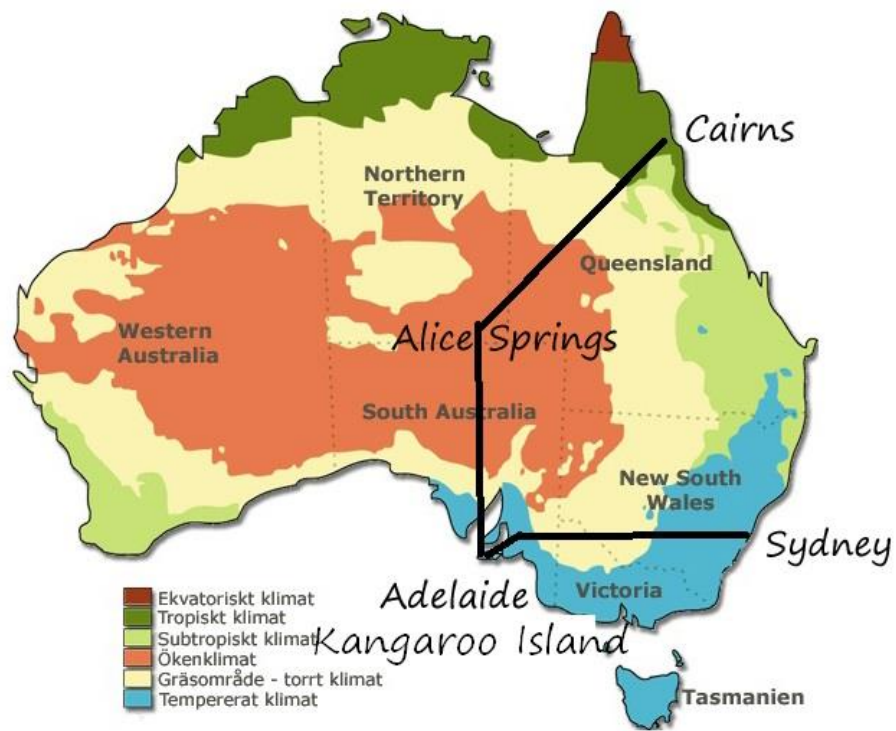 Cairns
Northern
Territory
Queensland
Western
Australia
Alice Springs
South Australia
New South
Wales
Sydney
Adelaide
Victoria
Kangaroo Island
Tasmanien
Ekvatoriskt klimat
Tropiskt klimat
Subtropiskt klimat
Ökenklimat
Gräsområde - torrt klimat
Tempererat klimat